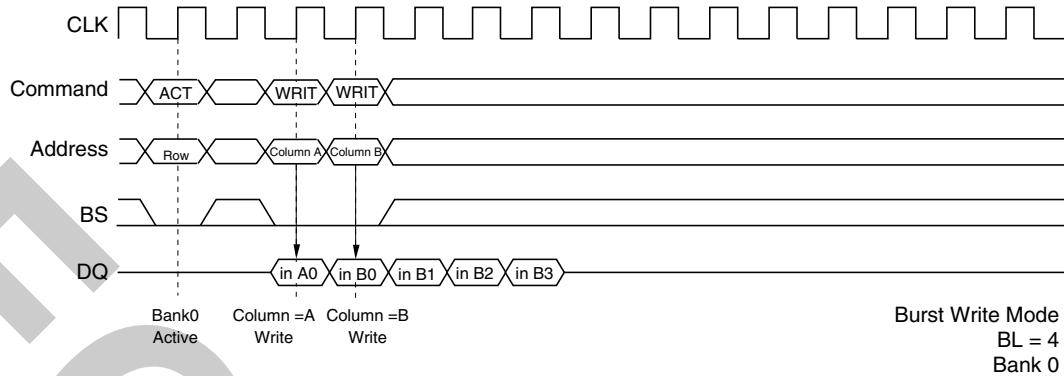 CLK
Command ACT WRIT WRIT
Address Row Column A Column B
BS
DQ in A0 in B0 in B1 in B2 in B3
Bank0 Active
Column =A Write
Column =B Write
Burst Write Mode
BL = 4
Bank 0